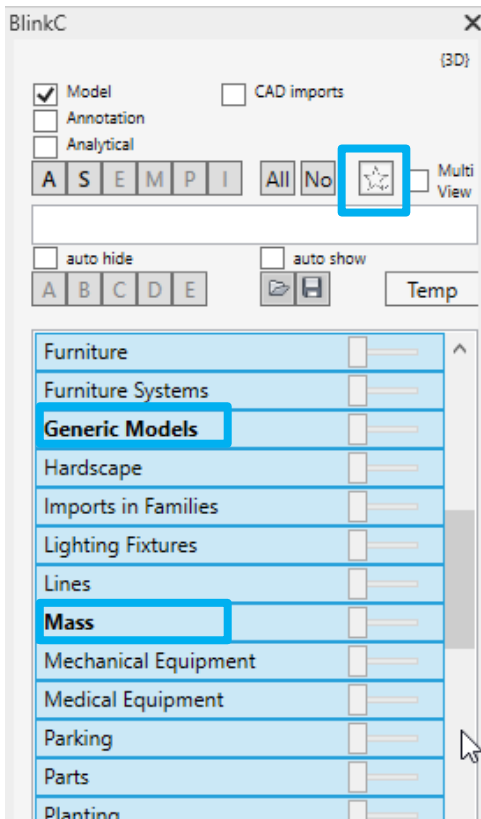 BlinkC
{3D}
Model CAD imports
Annotation
Analytical
A S E M P I All No Multi View
auto hide auto show
A B C D E Temp
Furniture
Furniture Systems
Generic Models
Hardscape
Imports in Families
Lighting Fixtures
Lines
Mass
Mechanical Equipment
Medical Equipment
Parking
Parts
Planting